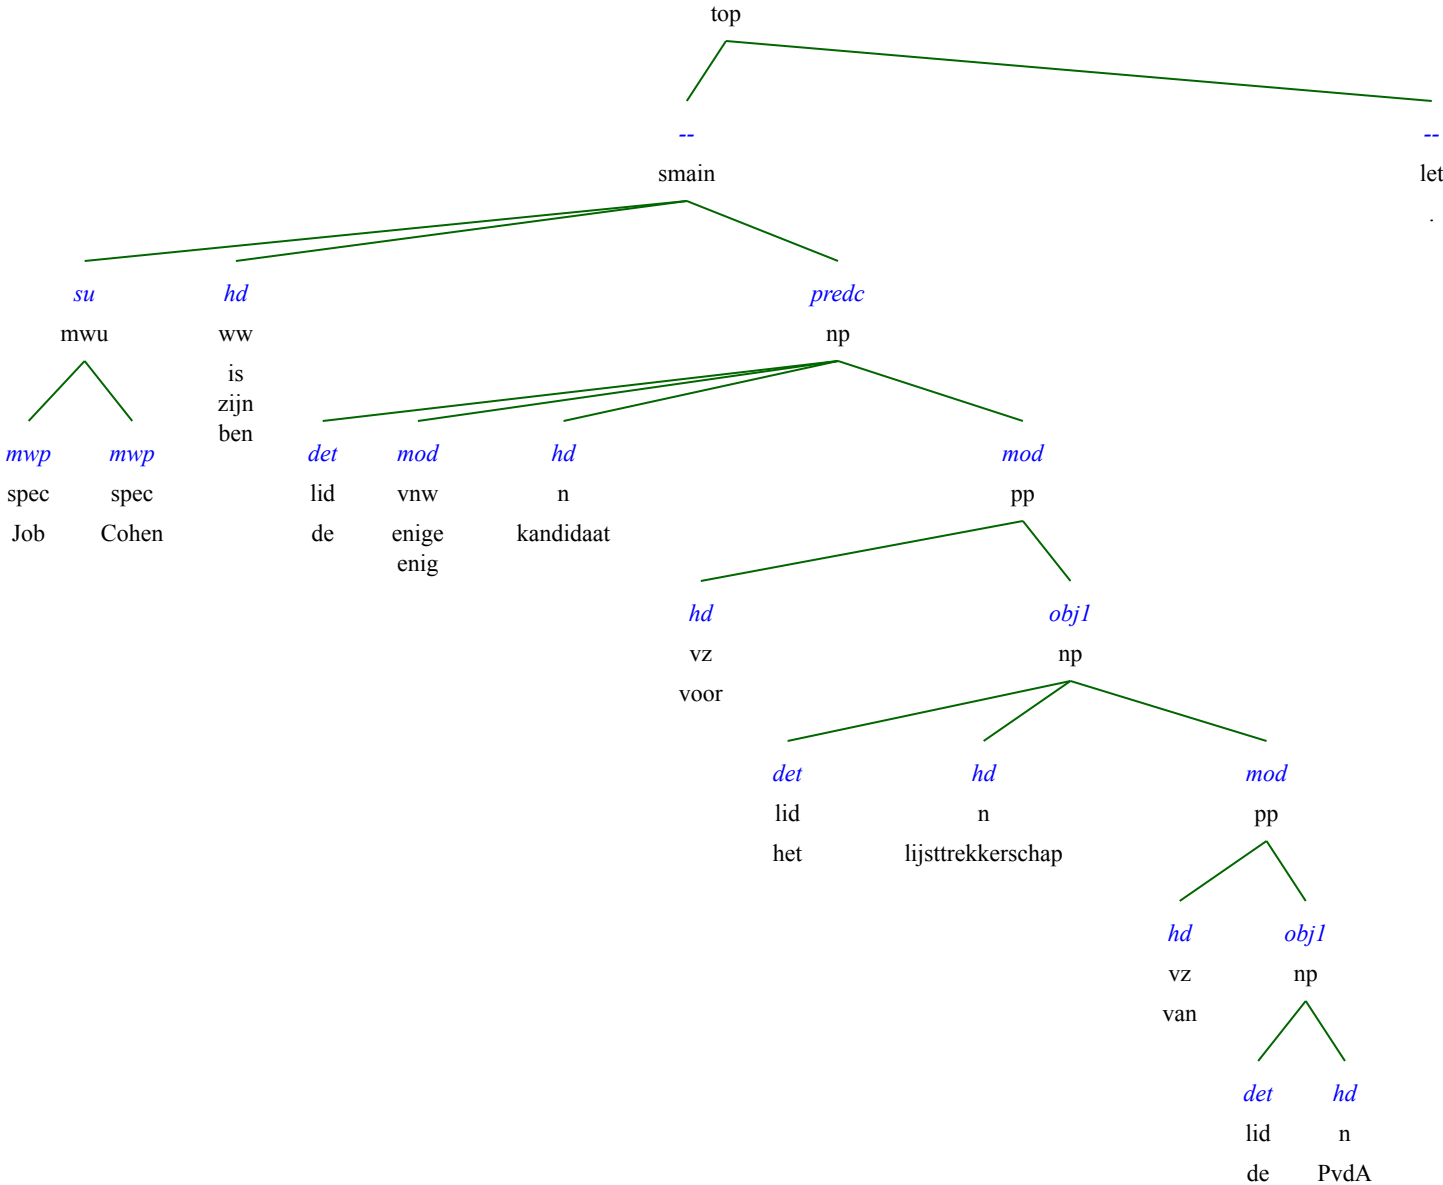 top
-- --
smain let
.
su hd predc
mwu ww np
is
zijn
ben
mwp mwp det mod hd mod
spec spec lid vnw n pp
Job Cohen de enige kandidaat
enig
hd obj1
vz np
voor
det hd mod
lid n pp
het lijsttrekkerschap
hd obj1
vz np
van
det hd
lid n
de PvdA